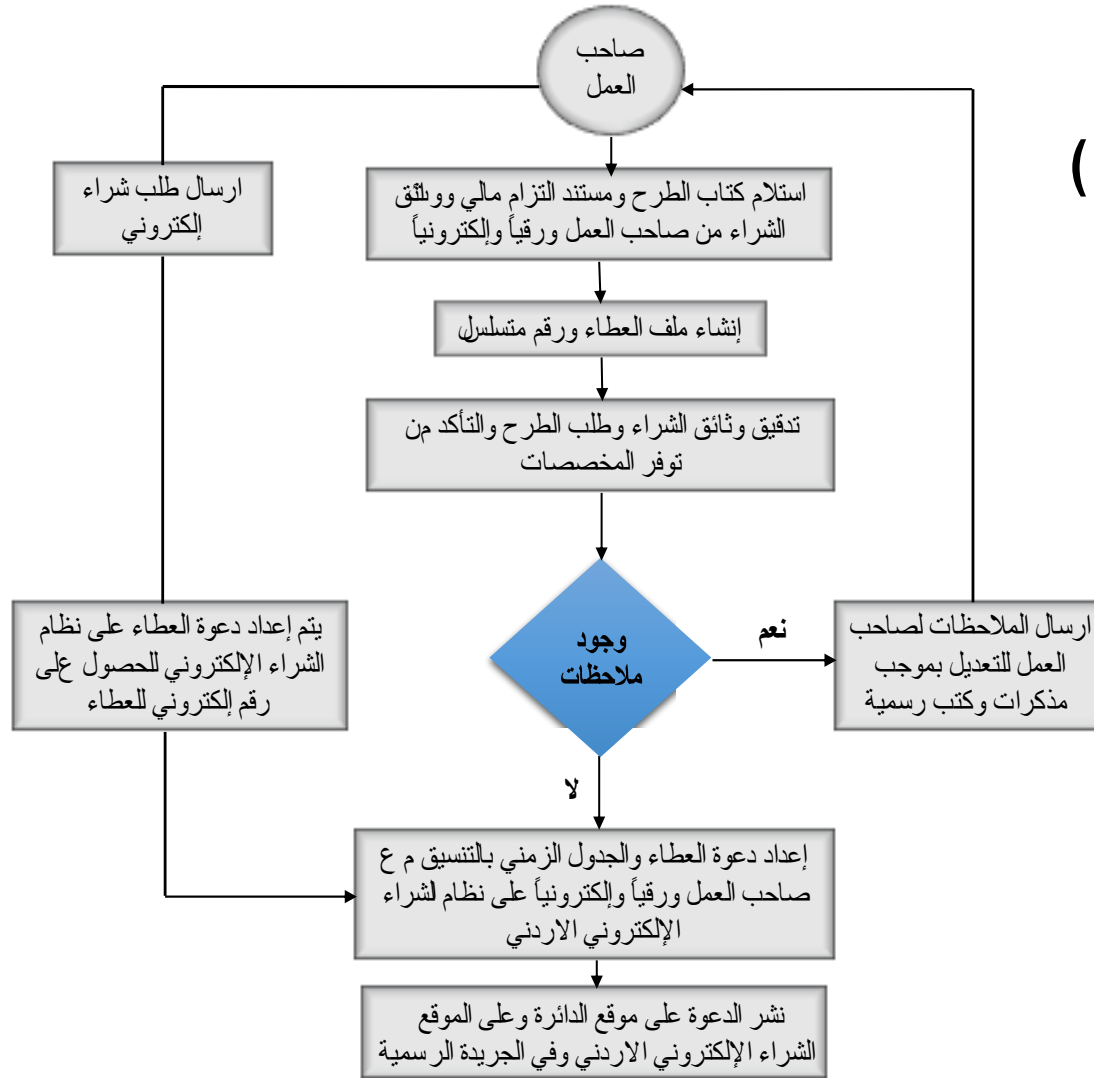 صاحب
العمل
)
ارسال طلب شراء
إلكتروني
استلام كتاب الطرح ومستند التزام مالي ووثائق
الشراء من صاحب العمل ورقياً وإلكترونياً
إنشاء ملف العطاء ورقم متسلسل
تدقيق وثائق الشراء وطلب الطرح والتأكد من
توفر المخصصات
وجود
ملاحظات
نعم
ارسال الملاحظات لصاحب
العمل للتعديل بموجب
مذكرات وكتب رسمية
يتم إعداد دعوة العطاء على نظام
الشراء الإلكتروني للحصول على
رقم إلكتروني للعطاء
لا
إعداد دعوة العطاء والجدول الزمني بالتنسيق م ع
صاحب العمل ورقياً وإلكترونياً على نظام لشراء
الإلكتروني الاردني
نشر الدعوة على موقع الدائرة وعلى الموقع
الشراء الإلكتروني الاردني وفي الجريدة الرسمية